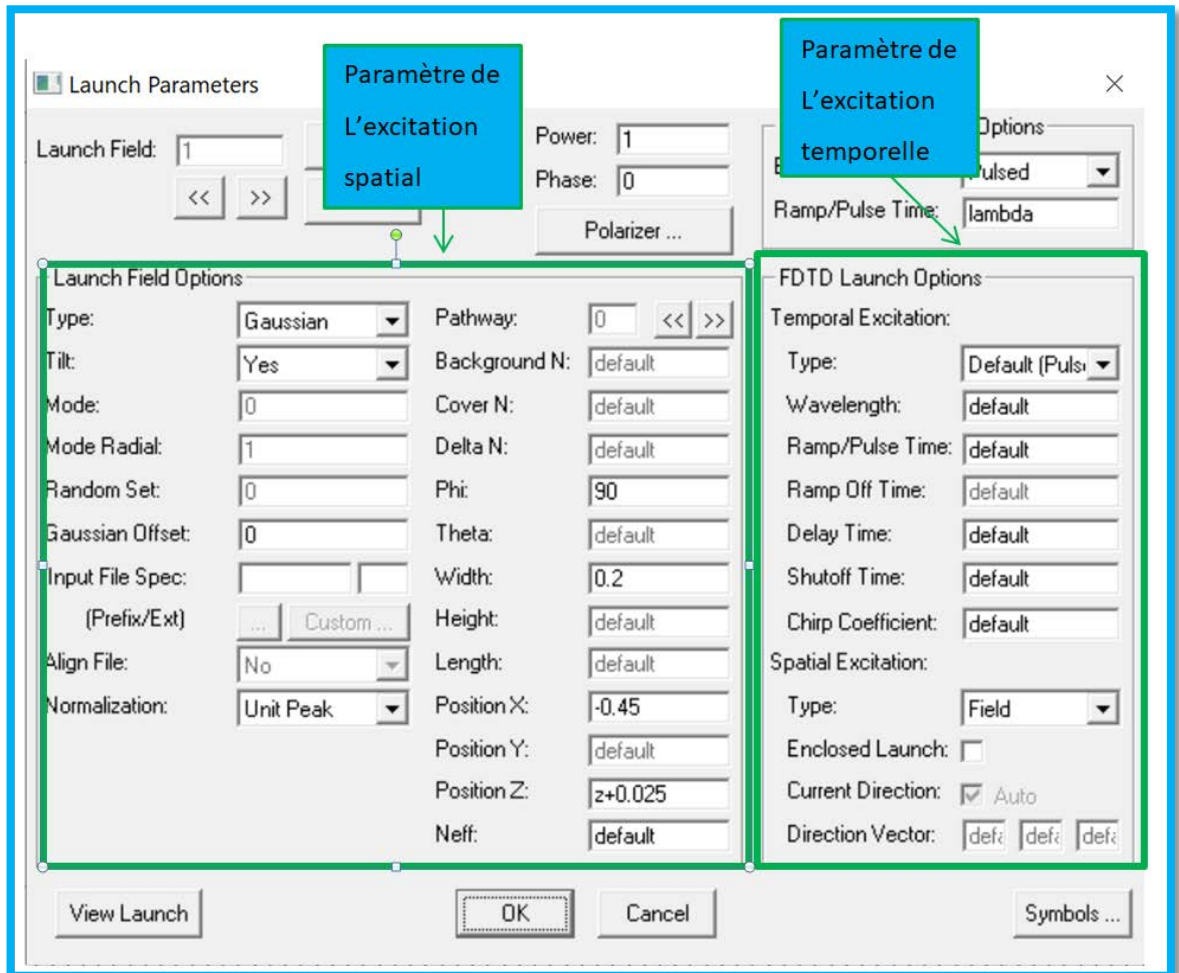 Launch Parameters
Paramètre de
L'excitation
spatial
Paramètre de
L'excitation
temporelle
Launch Field: 1
<< >>
Power: 1
Phase: 0
Polarizer ...
Options
Pulsed
Ramp/Pulse Time: lambda
Launch Field Options
Type: Gaussian
Tilt: Yes
Mode: 0
Mode Radial: 1
Random Set: 0
Gaussian Offset: 0
Input File Spec:
(Prefix/Ext) ... Custom ...
Align File: No
Normalization: Unit Peak
Pathway: 0 << >>
Background N: default
Cover N: default
Delta N: default
Phi: 90
Theta: default
Width: 0.2
Height: default
Length: default
Position X: -0.45
Position Y: default
Position Z: z+0.025
Neff: default
FDTD Launch Options
Temporal Excitation:
Type: Default (Puls
Wavelength: default
Ramp/Pulse Time: default
Ramp Off Time: default
Delay Time: default
Shutoff Time: default
Chirp Coefficient: default
Spatial Excitation:
Type: Field
Enclosed Launch:
Current Direction: Auto
Direction Vector: defa defa defa
View Launch
OK
Cancel
Symbols ...